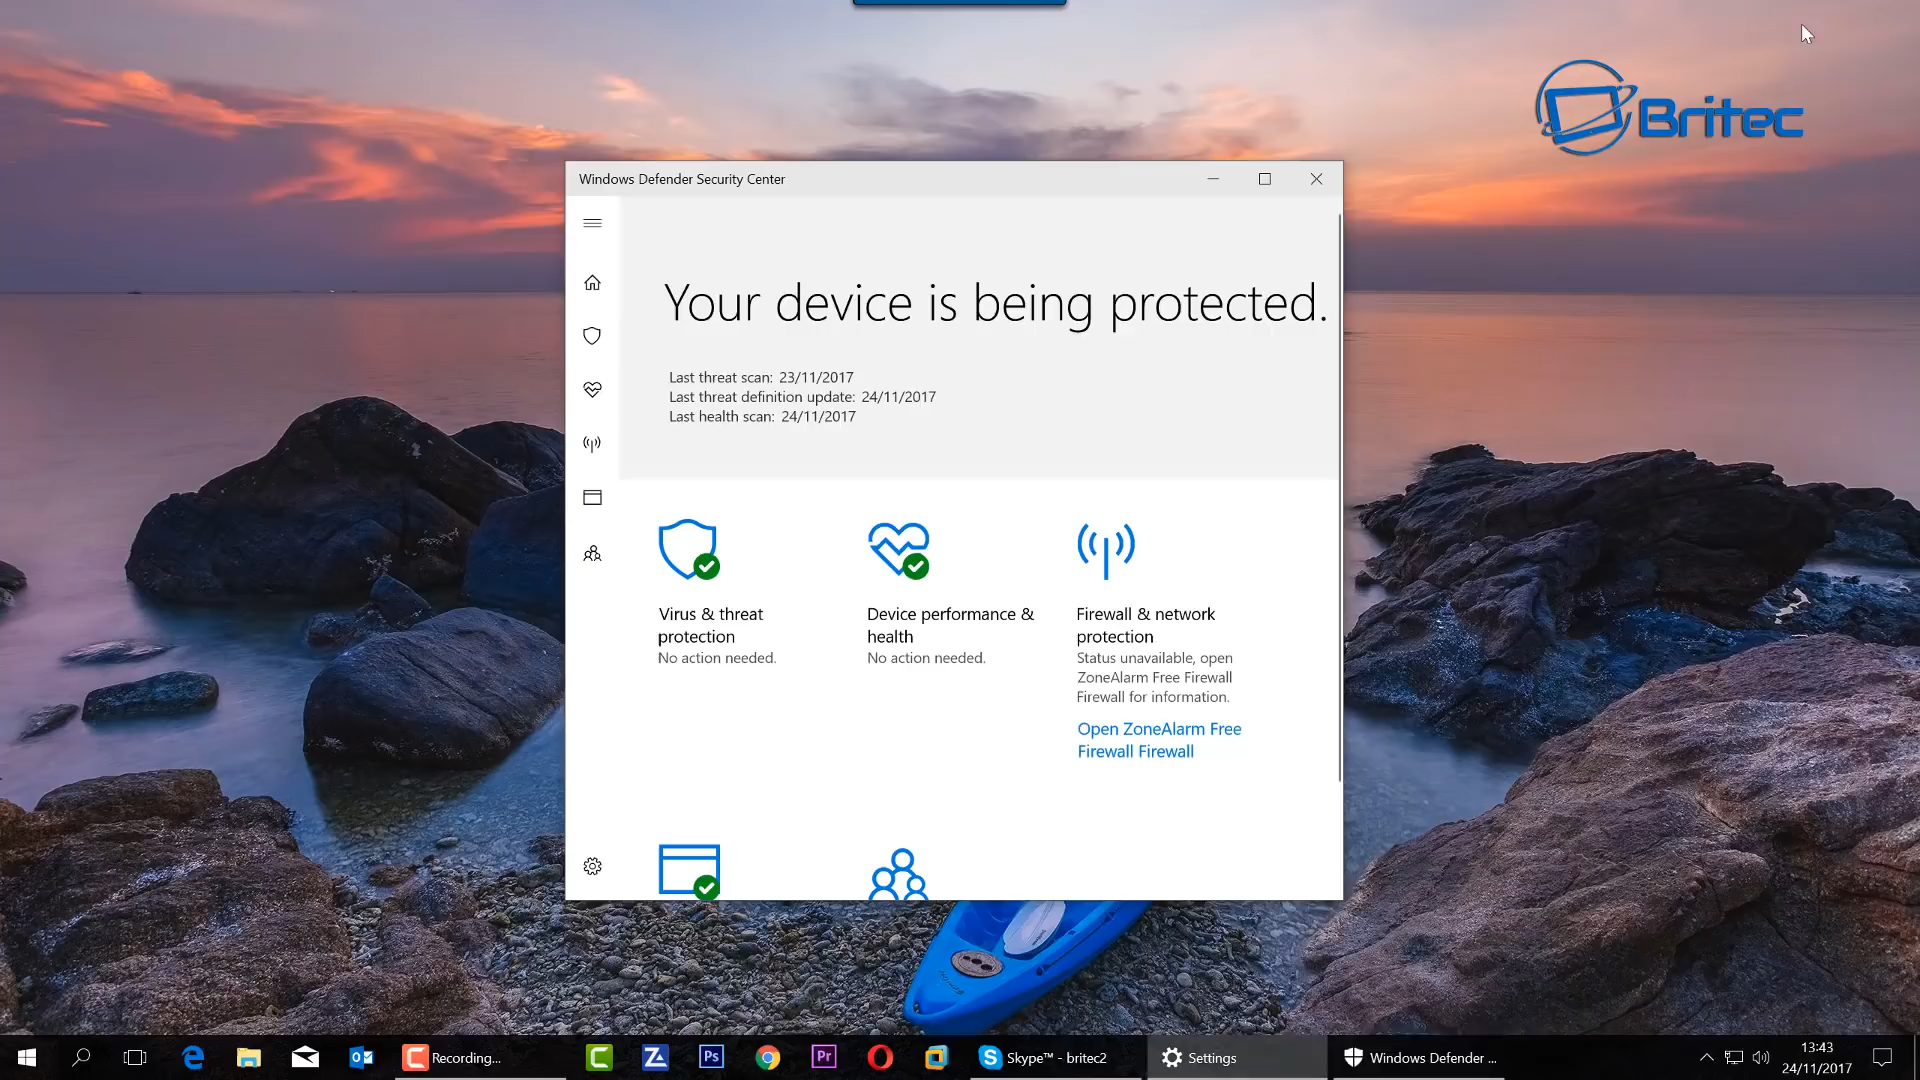 Britec
Windows Defender Security Center
Your device is being protected.
Last threat scan: 23/11/2017
Last threat definition update: 24/11/2017
Last health scan: 24/11/2017
Virus & threat
protection
No action needed.
Device performance &
health
No action needed.
Firewall & network
protection
Status unavailable, open
ZoneAlarm Free Firewall
Firewall for information.
Open ZoneAlarm Free
Firewall Firewall
Recording...
Skype™ - britec2
Settings
Windows Defender ...
13:43
24/11/2017